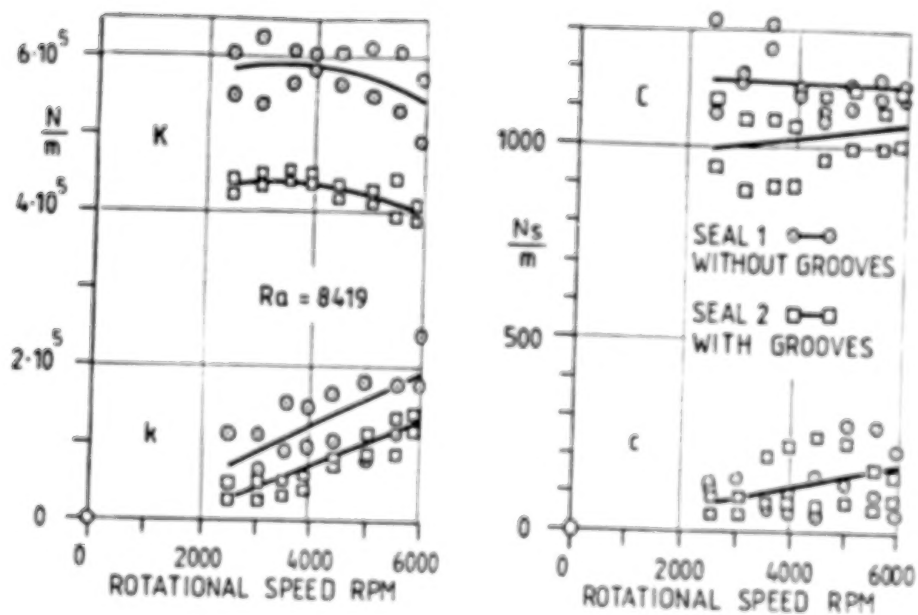 6·10⁵
N
m
K
4·10⁵
Ra = 8419
2·10⁵
k
0
0 2000 4000 6000
ROTATIONAL SPEED RPM
C
1000
Ns
m
SEAL 1
WITHOUT GROOVES
SEAL 2
WITH GROOVES
500
c
0
0 2000 4000 6000
ROTATIONAL SPEED RPM